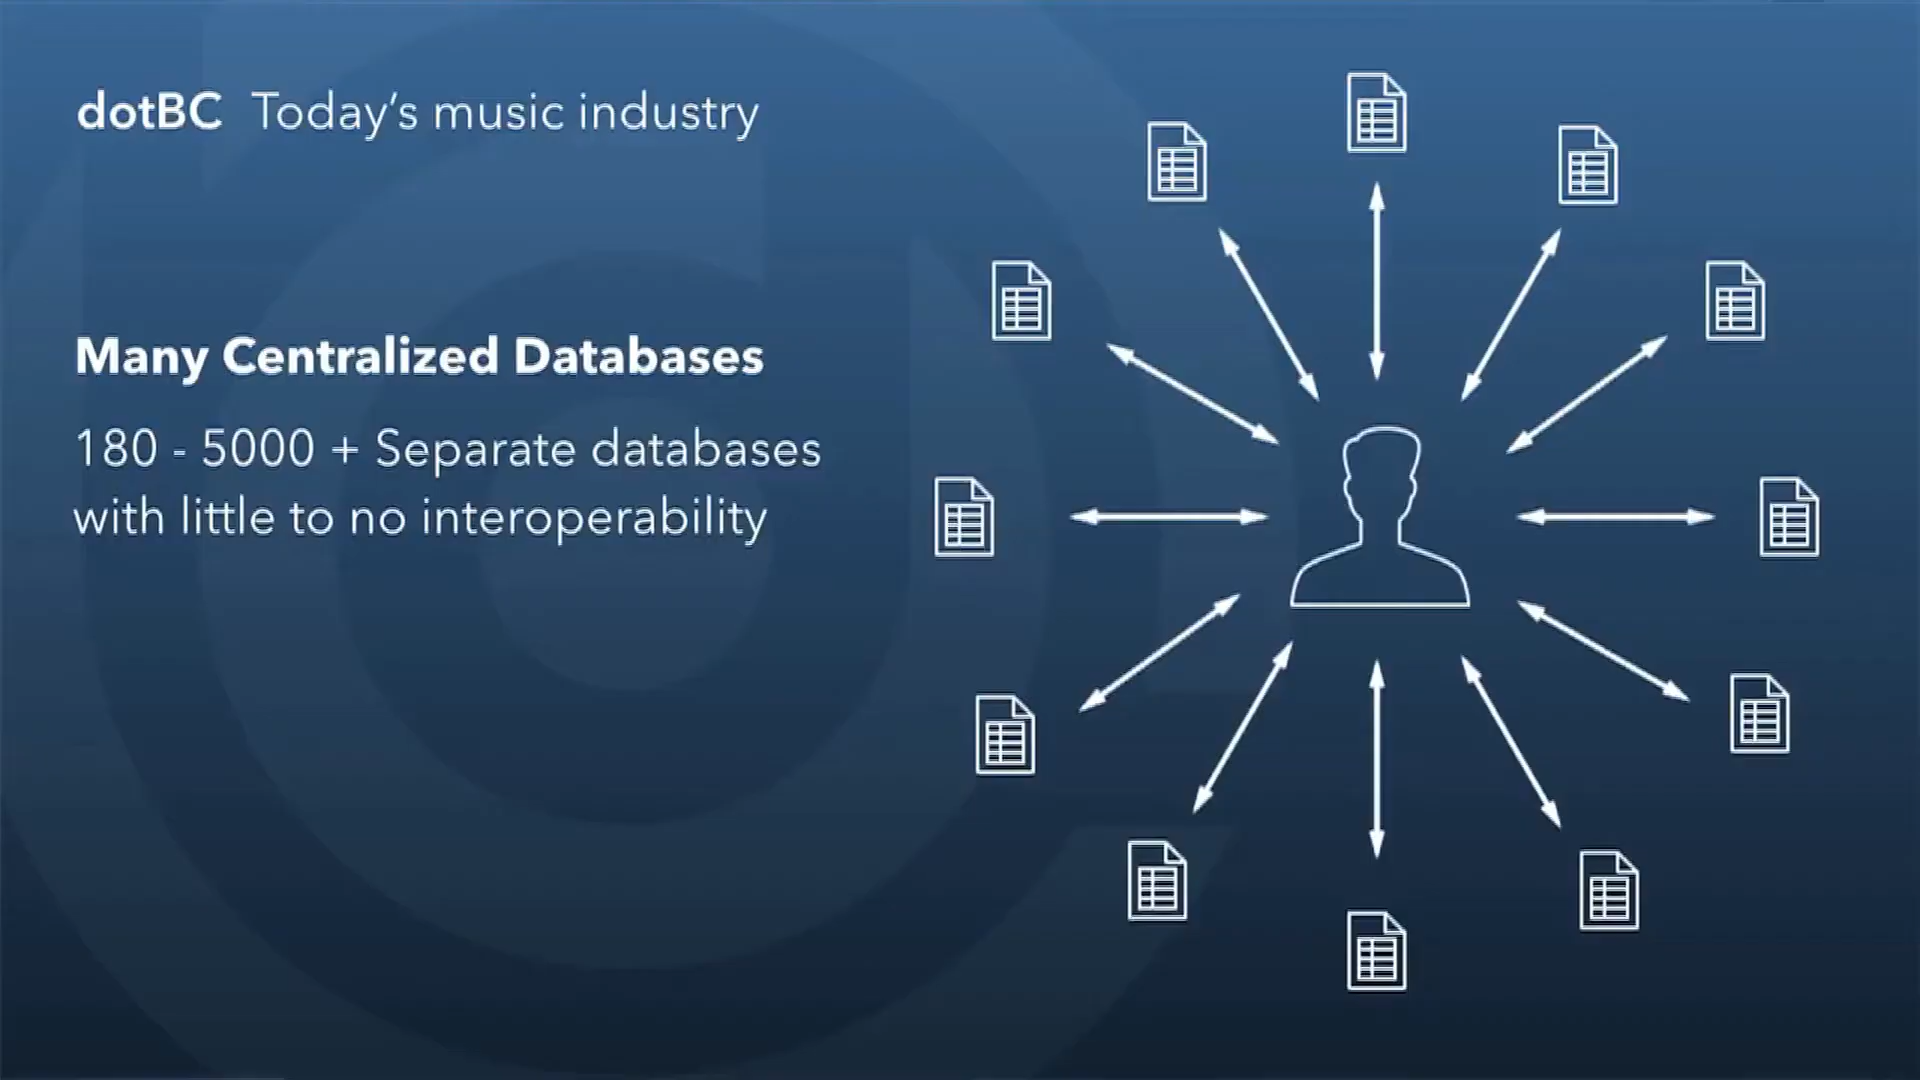 dotBC Today's music industry
Many Centralized Databases
180 - 5000 + Separate databases
with little to no interoperability